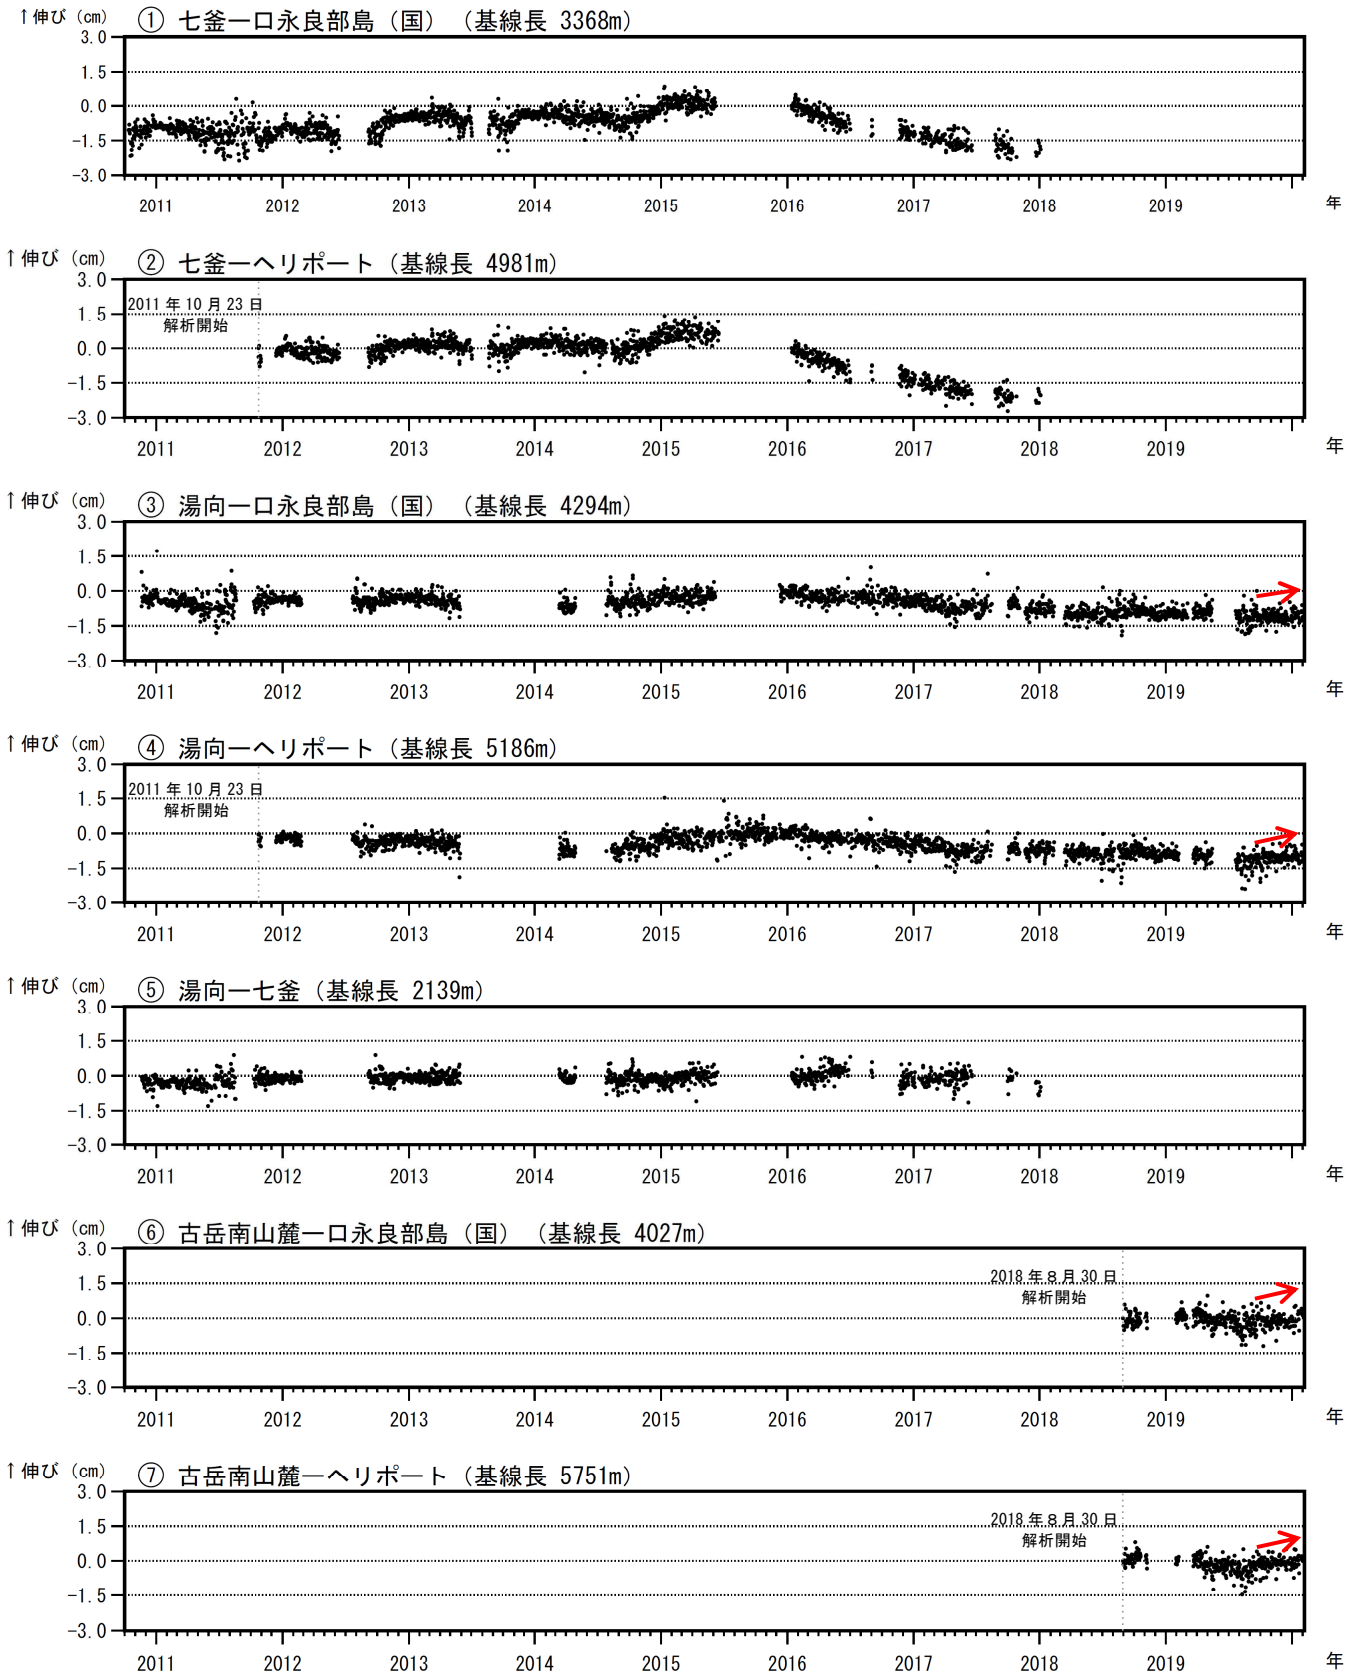 ↑伸び（cm） ① 七釜ー口永良部島（国）（基線長 3368m）
3.0
1.5
0.0
−1.5
−3.0
2011 2012 2013 2014 2015 2016 2017 2018 2019 年
↑伸び（cm） ② 七釜ーヘリポート（基線長 4981m）
3.0
2011年10月23日
1.5
解析開始
0.0
−1.5
−3.0
2011 2012 2013 2014 2015 2016 2017 2018 2019 年
↑伸び（cm） ③ 湯向ー口永良部島（国）（基線長 4294m）
3.0
1.5
0.0
−1.5
−3.0
2011 2012 2013 2014 2015 2016 2017 2018 2019 年
↑伸び（cm） ④ 湯向ーヘリポート（基線長 5186m）
3.0
2011年10月23日
1.5
解析開始
0.0
−1.5
−3.0
2011 2012 2013 2014 2015 2016 2017 2018 2019 年
↑伸び（cm） ⑤ 湯向ー七釜（基線長 2139m）
3.0
1.5
0.0
−1.5
−3.0
2011 2012 2013 2014 2015 2016 2017 2018 2019 年
↑伸び（cm） ⑥ 古岳南山麓ー口永良部島（国）（基線長 4027m）
3.0
2018年8月30日
1.5
解析開始
0.0
−1.5
−3.0
2011 2012 2013 2014 2015 2016 2017 2018 2019 年
↑伸び（cm） ⑦ 古岳南山麓―ヘリポート（基線長 5751m）
3.0
2018年8月30日
1.5
解析開始
0.0
−1.5
−3.0
2011 2012 2013 2014 2015 2016 2017 2018 2019 年